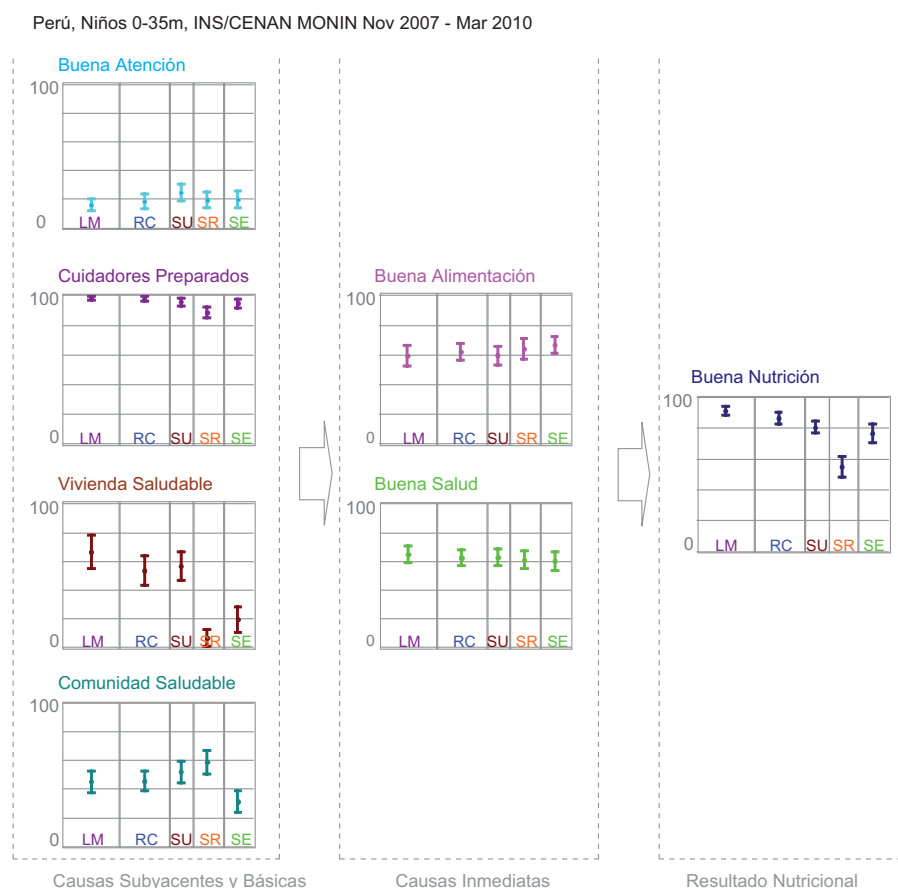 Perú, Niños 0-35m, INS/CENAN MONIN Nov 2007 - Mar 2010
Buena Atención
100
0
LM RC SU SR SE
Cuidadores Preparados
100
0
LM RC SU SR SE
Vivienda Saludable
100
0
LM RC SU SR SE
Comunidad Saludable
100
0
LM RC SU SR SE
Causas Subyacentes y Básicas
Buena Alimentación
100
0
LM RC SU SR SE
Buena Salud
100
0
LM RC SU SR SE
Causas Inmediatas
Buena Nutrición
100
0
LM RC SU SR SE
Resultado Nutricional